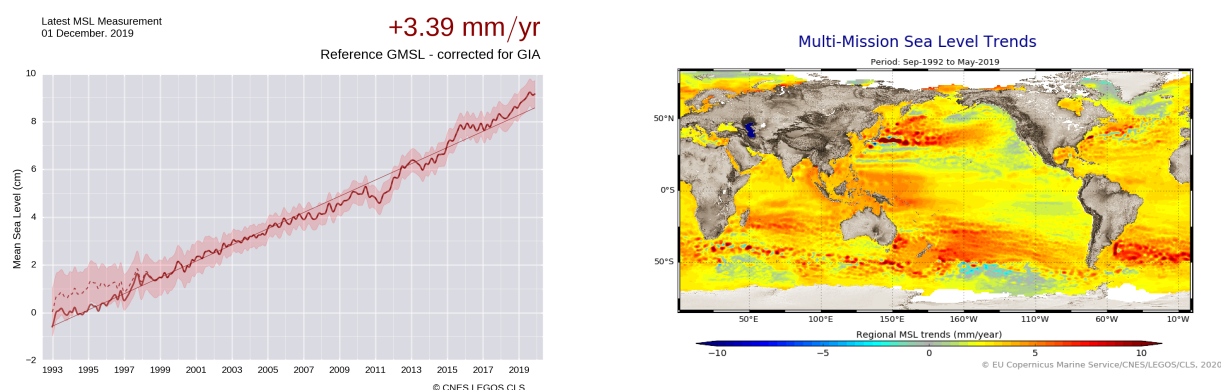 Latest MSL Measurement
01 December. 2019
+3.39 mm/yr
Reference GMSL - corrected for GIA
Mean Sea Level (cm)
10
8
6
4
2
0
−2
1993 1995 1997 1999 2001 2003 2005 2007 2009 2011 2013 2015 2017 2019
© CNES LEGOS CLS
Multi-Mission Sea Level Trends
Period: Sep-1992 to May-2019
50°N
0°S
50°S
50°E 100°E 150°E 160°W 110°W 60°W 10°W
Regional MSL trends (mm/year)
−10 −5 0 5 10
© EU Copernicus Marine Service/CNES/LEGOS/CLS, 2020